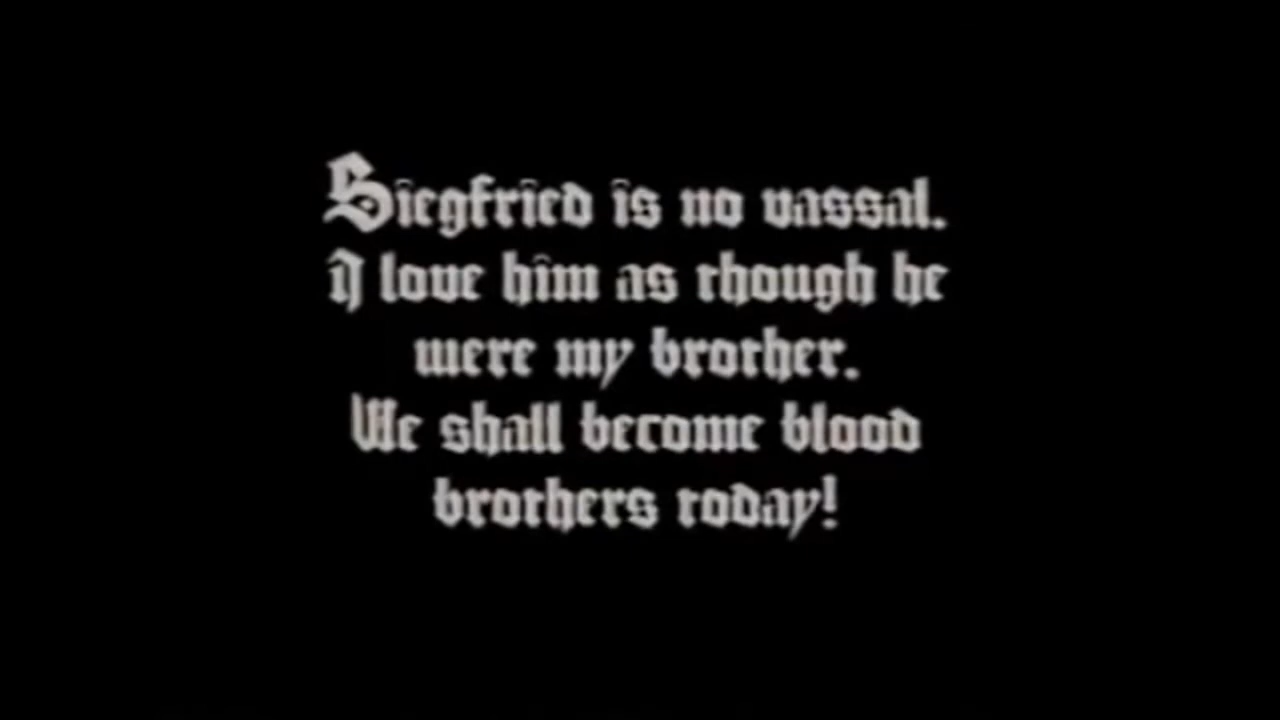 Siegfried is no vassal.
I love him as though he
were my brother.
We shall become blood
brothers today!